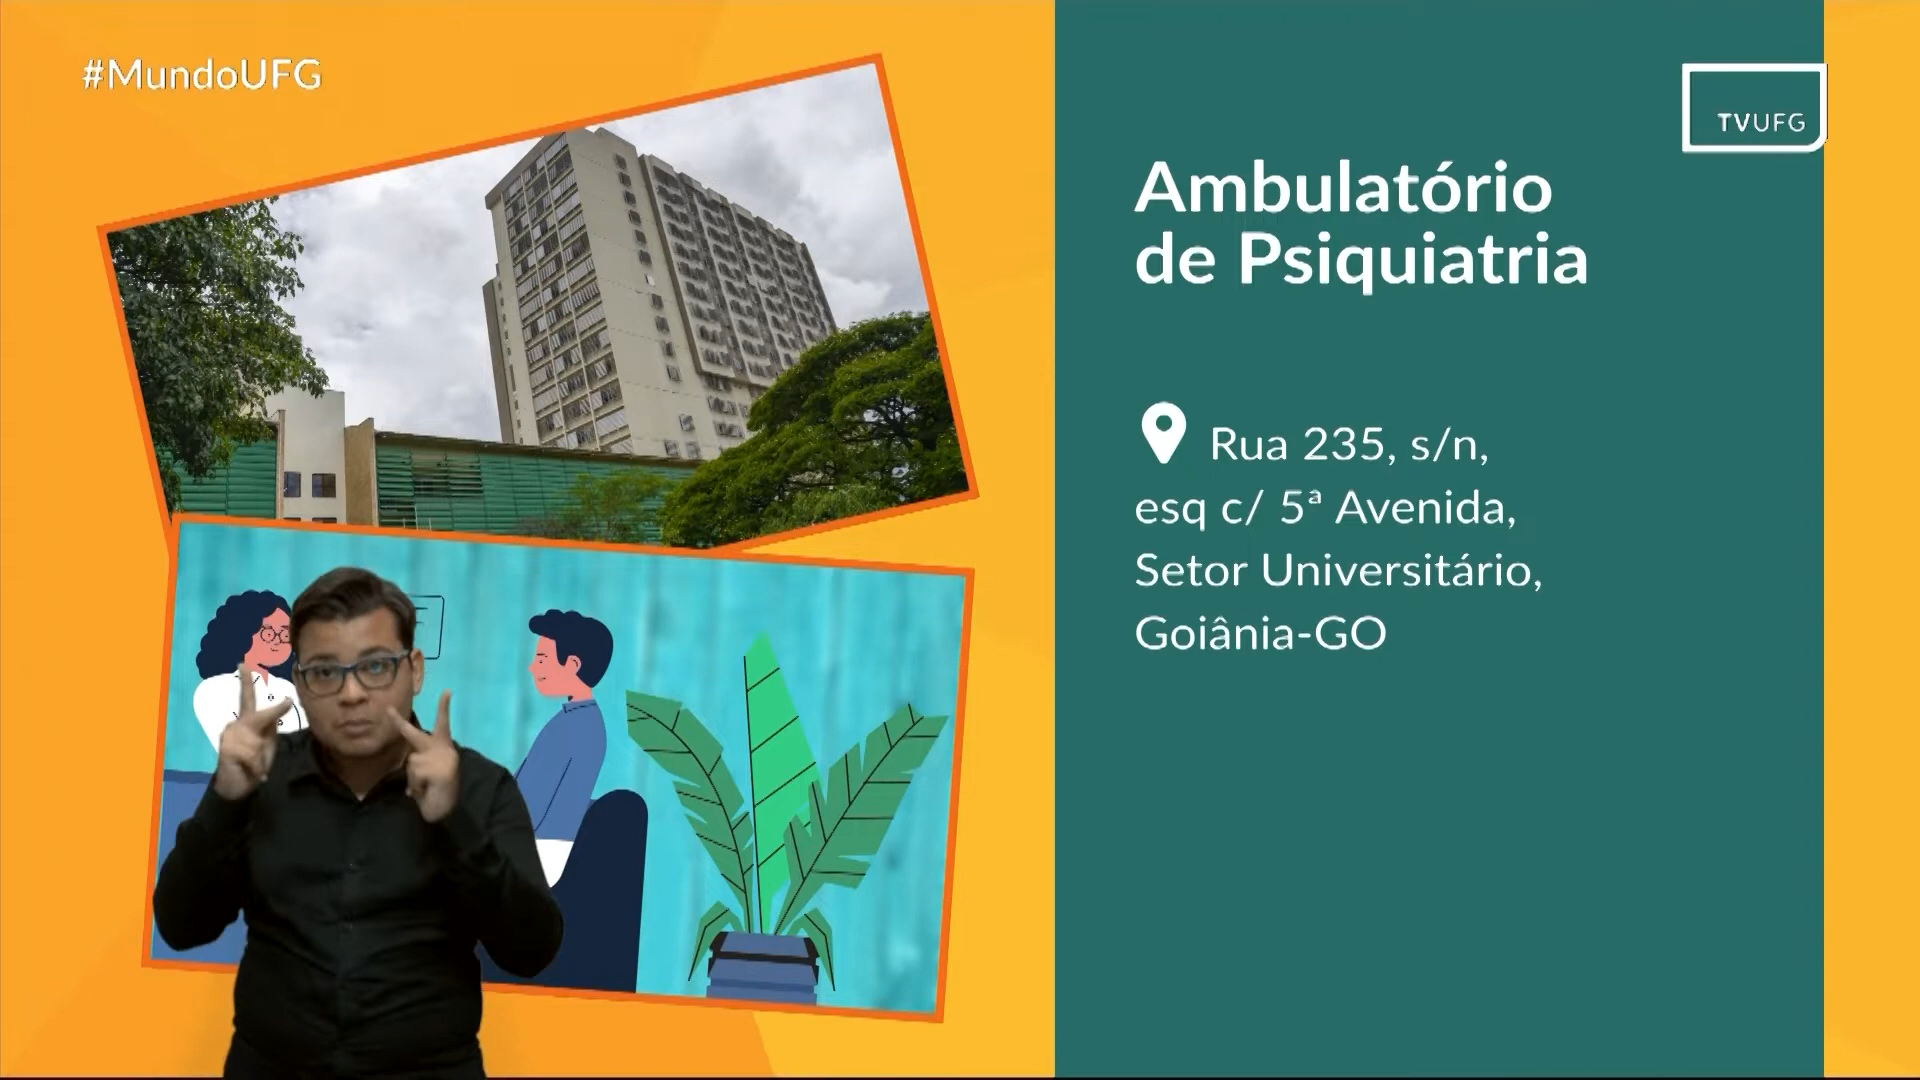 #MundoUFG
TVUFG
Ambulatório
de Psiquiatria
Rua 235, s/n,
esq c/ 5ª Avenida,
Setor Universitário,
Goiânia-GO